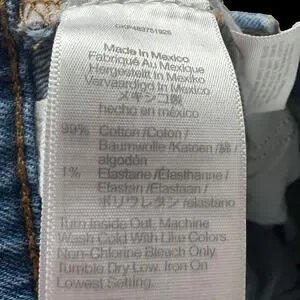 Made In Mexico
Fabriqué Au Mexique
Hergestellt In Mexiko
Vervaardigd In Mexico
メキシコ製
hecho en méxico
99% Cotton/Coton/
Baumwolle/Katoen/綿/
algodón
1% Elastane/Élasthanne/
Elastan/Elastaan/
ポリウレタン/elastano
Turn Inside Out. Machine
Wash Cold With Like Colors.
Non-Chlorine Bleach Only.
Tumble Dry Low. Iron On
Lowest Setting.